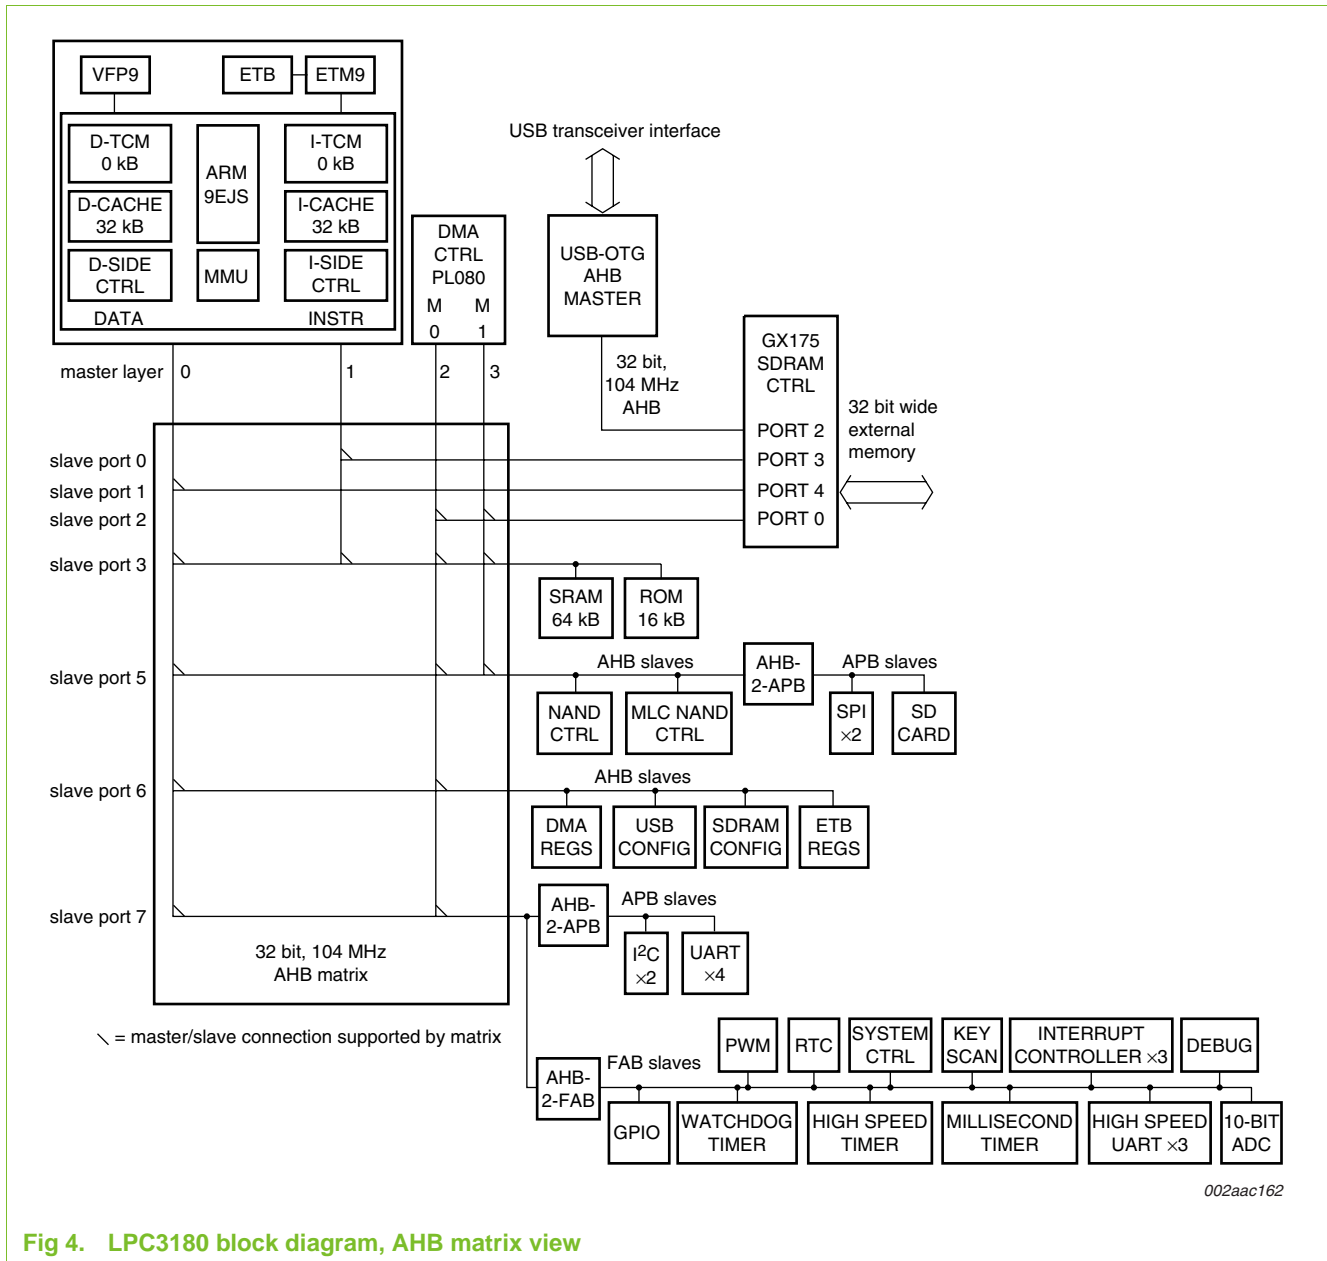 VFP9
ETB
ETM9
D-TCM
0 kB
ARM
9EJS
I-TCM
0 kB
D-CACHE
32 kB
I-CACHE
32 kB
D-SIDE
CTRL
MMU
I-SIDE
CTRL
DATA
INSTR
DMA
CTRL
PL080
M
0
M
1
USB transceiver interface
USB-OTG
AHB
MASTER
32 bit,
104 MHz
AHB
GX175
SDRAM
CTRL
PORT 2
PORT 3
PORT 4
PORT 0
32 bit wide
external
memory
master layer
0
1
2
3
slave port 0
slave port 1
slave port 2
slave port 3
slave port 5
slave port 6
slave port 7
SRAM
64 kB
ROM
16 kB
AHB slaves
AHB-
2-APB
APB slaves
NAND
CTRL
MLC NAND
CTRL
SPI
×2
SD
CARD
AHB slaves
DMA
REGS
USB
CONFIG
SDRAM
CONFIG
ETB
REGS
AHB-
2-APB
APB slaves
I²C
×2
UART
×4
32 bit, 104 MHz
AHB matrix
= master/slave connection supported by matrix
AHB-
2-FAB
FAB slaves
PWM
RTC
SYSTEM
CTRL
KEY
SCAN
INTERRUPT
CONTROLLER ×3
DEBUG
GPIO
WATCHDOG
TIMER
HIGH SPEED
TIMER
MILLISECOND
TIMER
HIGH SPEED
UART ×3
10-BIT
ADC
002aac162
Fig 4. LPC3180 block diagram, AHB matrix view